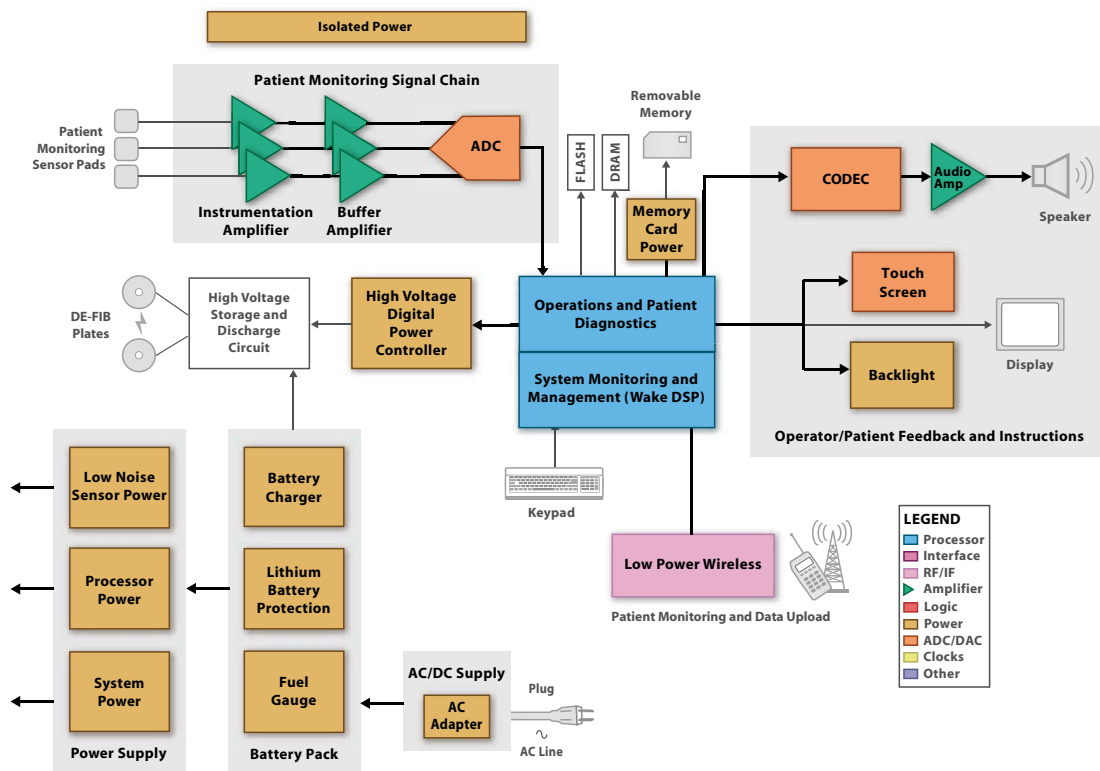 Isolated Power
Patient Monitoring Signal Chain
Patient
Monitoring
Sensor Pads
ADC
Instrumentation
Amplifier
Buffer
Amplifier
FLASH
DRAM
Removable
Memory
Memory
Card
Power
CODEC
Audio
Amp
Speaker
Touch
Screen
Display
Backlight
Operator/Patient Feedback and Instructions
DE-FIB
Plates
High Voltage
Storage and
Discharge
Circuit
High Voltage
Digital
Power
Controller
Operations and Patient
Diagnostics
System Monitoring and
Management (Wake DSP)
Keypad
Low Power Wireless
Patient Monitoring and Data Upload
Low Noise
Sensor Power
Processor
Power
System
Power
Power Supply
Battery
Charger
Lithium
Battery
Protection
Fuel
Gauge
Battery Pack
AC/DC Supply
AC
Adapter
Plug
AC Line
LEGEND
Processor
Interface
RF/IF
Amplifier
Logic
Power
ADC/DAC
Clocks
Other